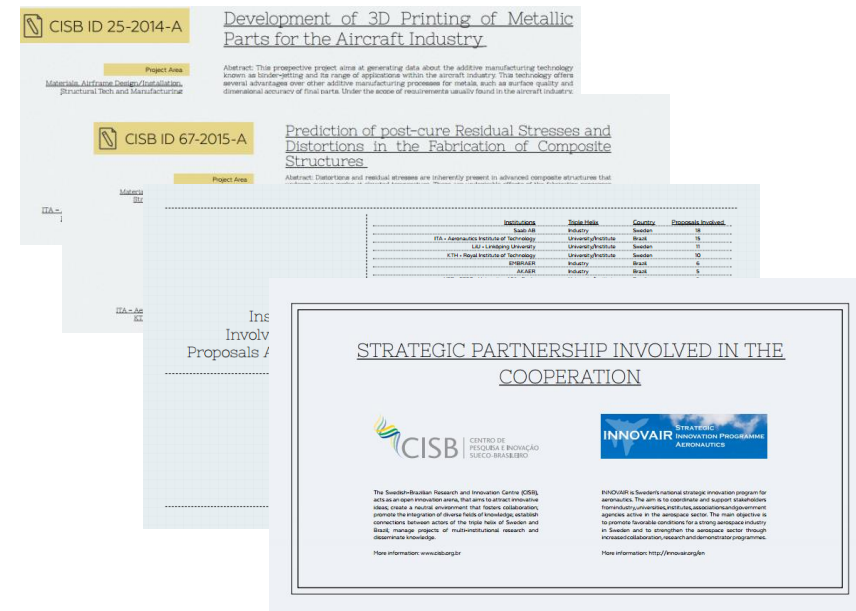 CISB ID 25-2014-A
Development of 3D Printing of Metallic
Parts for the Aircraft Industry
Project Area
Materials, Airframe Design/Installation,
Structural Tech and Manufacturing
Abstract: This prospective project aims at generating data about the additive manufacturing technology
known as binder-jetting and its range of applications within the aircraft industry. This technology offers
several advantages over other additive manufacturing processes for metals, such as surface quality and
dimensional accuracy of final parts. Under the scope of requirements usually found in the aircraft industry,
CISB ID 67-2015-A
Prediction of post-cure Residual Stresses and
Distortions in the Fabrication of Composite
Structures
Project Area
Abstract: Distortions and residual stresses are inherently present in advanced composite structures that
Materia
Str
ITA -
ITA - Ae
KT
Institutions Triple Helix Country Proposals Involved
Saab AB Industry Sweden 18
ITA - Aeronautics Institute of Technology University/Institute Brazil 15
LiU - Linköping University University/Institute Sweden 11
KTH - Royal Institute of Technology University/Institute Sweden 10
EMBRAER Industry Brazil 6
AKAER Industry Brazil 5
Ins
Involv
Proposals A
STRATEGIC PARTNERSHIP INVOLVED IN THE
COOPERATION
CISB CENTRO DE
PESQUISA E INOVAÇÃO
SUECO-BRASILEIRO
INNOVAIR STRATEGIC
INNOVATION PROGRAMME
AERONAUTICS
The Swedish-Brazilian Research and Innovation Centre (CISB),
acts as an open innovation arena, that aims to attract innovative
ideas; create a neutral environment that fosters collaboration;
promote the integration of diverse fields of knowledge; establish
connections between actors of the triple helix of Sweden and
Brazil; manage projects of multi-institutional research and
disseminate knowledge.
More information: www.cisb.org.br
INNOVAIR is Sweden's national strategic innovation program for
aeronautics. The aim is to coordinate and support stakeholders
from industry, universities, institutes, associations and government
agencies active in the aerospace sector. The main objective is
to promote favorable conditions for a strong aerospace industry
in Sweden and to strengthen the aerospace sector through
increased collaboration, research and demonstrator programmes.
More information: http://innovair.org/en